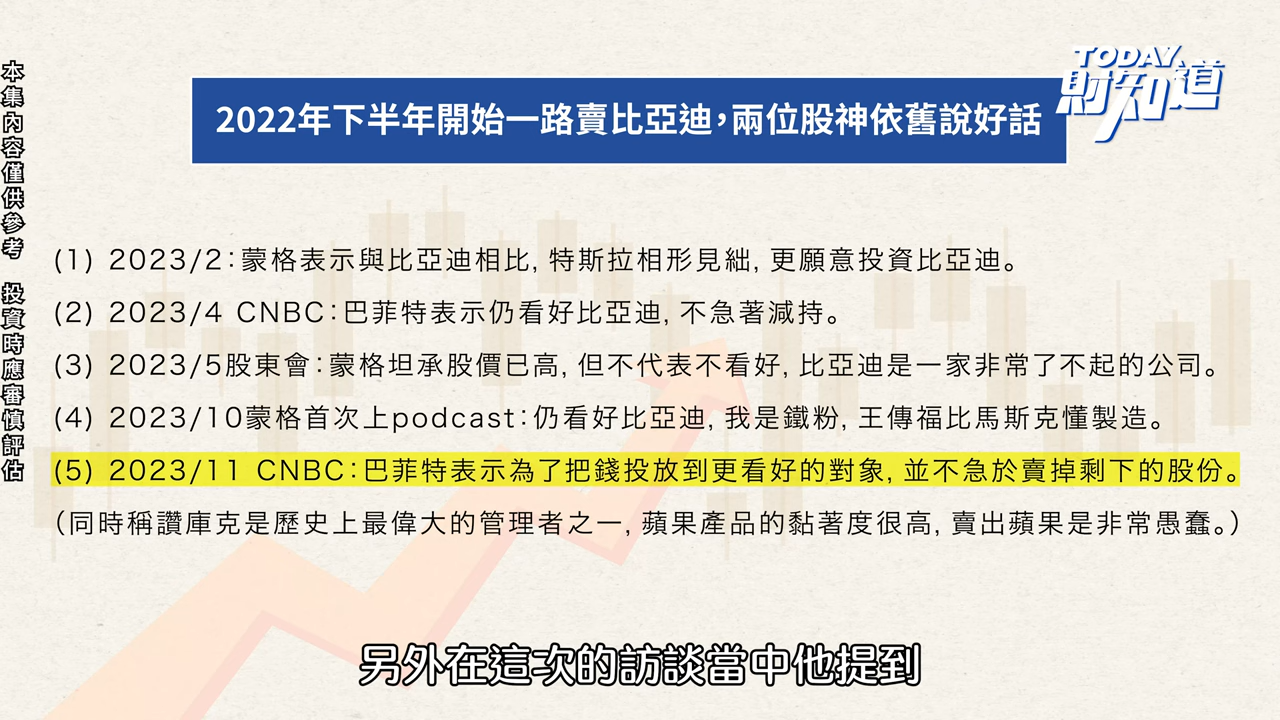 TODAY
財知道
本集內容僅供參考 投資時應審慎評估
2022年下半年開始一路賣比亞迪，兩位股神依舊說好話
(1) 2023/2：蒙格表示與比亞迪相比, 特斯拉相形見絀, 更願意投資比亞迪。
(2) 2023/4 CNBC：巴菲特表示仍看好比亞迪, 不急著減持。
(3) 2023/5股東會：蒙格坦承股價已高, 但不代表不看好, 比亞迪是一家非常了不起的公司。
(4) 2023/10蒙格首次上podcast：仍看好比亞迪, 我是鐵粉, 王傳福比馬斯克懂製造。
(5) 2023/11 CNBC：巴菲特表示為了把錢投放到更看好的對象, 並不急於賣掉剩下的股份。
（同時稱讚庫克是歷史上最偉大的管理者之一, 蘋果產品的黏著度很高, 賣出蘋果是非常愚蠢。）
另外在這次的訪談當中他提到